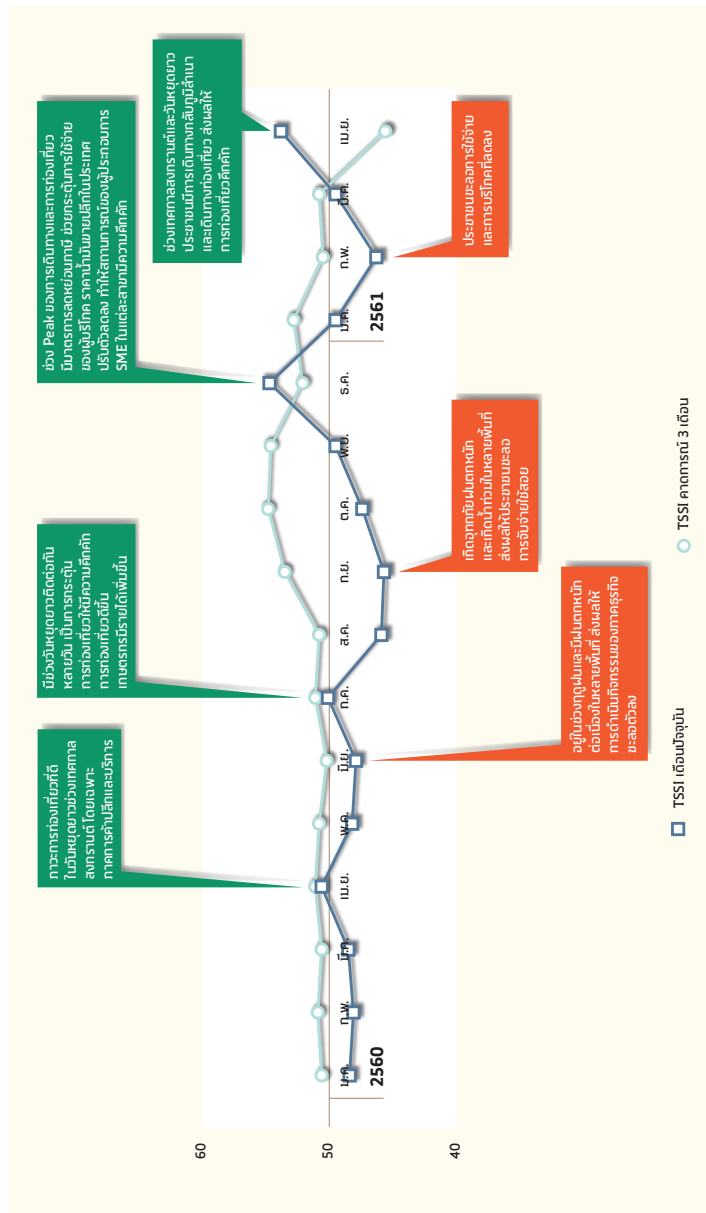 ภาวะการท่องเที่ยวที่ดี
ในวันหยุดยาวช่วงเทศกาล
สงกรานต์ โดยเฉพาะ
ภาคการค้าปลีกและบริการ
มีช่วงวันหยุดยาวติดต่อกัน
หลายวัน เป็นการกระตุ้น
การท่องเที่ยวให้มีความคึกคัก
การท่องเที่ยวดีขึ้น
เกษตรกรมีรายได้เพิ่มขึ้น
ช่วง Peak ของการเดินทางและการท่องเที่ยว
มีมาตรการลดหย่อนภาษี ช่วยกระตุ้นการใช้จ่าย
ของผู้บริโภค ราคาน้ำมันขายปลีกในประเทศ
ปรับตัวลดลง ทำให้สถานการณ์ของผู้ประกอบการ
SME ในแต่ละสาขามีความคึกคัก
ช่วงเทศกาลสงกรานต์และวันหยุดยาว
ประชาชนมีการเดินทางกลับภูมิลำเนา
และเดินทางท่องเที่ยว ส่งผลให้
การท่องเที่ยวคึกคัก
60
50
40
ม.ค. ก.พ. มี.ค. เม.ย. พ.ค. มิ.ย. ก.ค. ส.ค. ก.ย. ต.ค. พ.ย. ธ.ค. ม.ค. ก.พ. มี.ค. เม.ย.
2560 2561
อยู่ในช่วงฤดูฝนและมีฝนตกหนัก
ต่อเนื่องในหลายพื้นที่ ส่งผลให้
การดำเนินกิจกรรมของภาคธุรกิจ
ชะลอตัวลง
เกิดอุทกภัยฝนตกหนัก
และเกิดน้ำท่วมในหลายพื้นที่
ส่งผลให้ประชาชนชะลอ
การจับจ่ายใช้สอย
ประชาชนชะลอการใช้จ่าย
และการบริโภคที่ลดลง
TSSI เดือนปัจจุบัน TSSI คาดการณ์ 3 เดือน